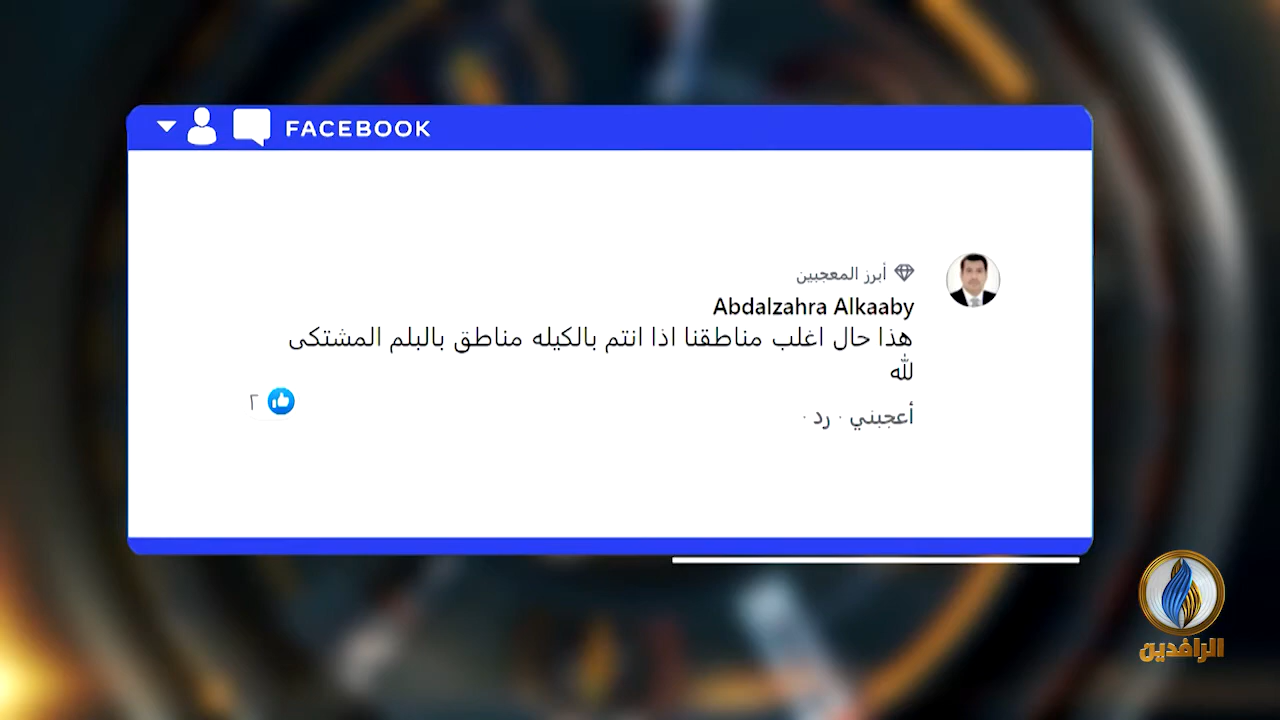 FACEBOOK
أبرز المعجبين
Abdalzahra Alkaaby
هذا حال اغلب مناطقنا اذا انتم بالكيله مناطق بالبلم المشتكى
لله
أعجبني · رد ·
٢
الرافدين